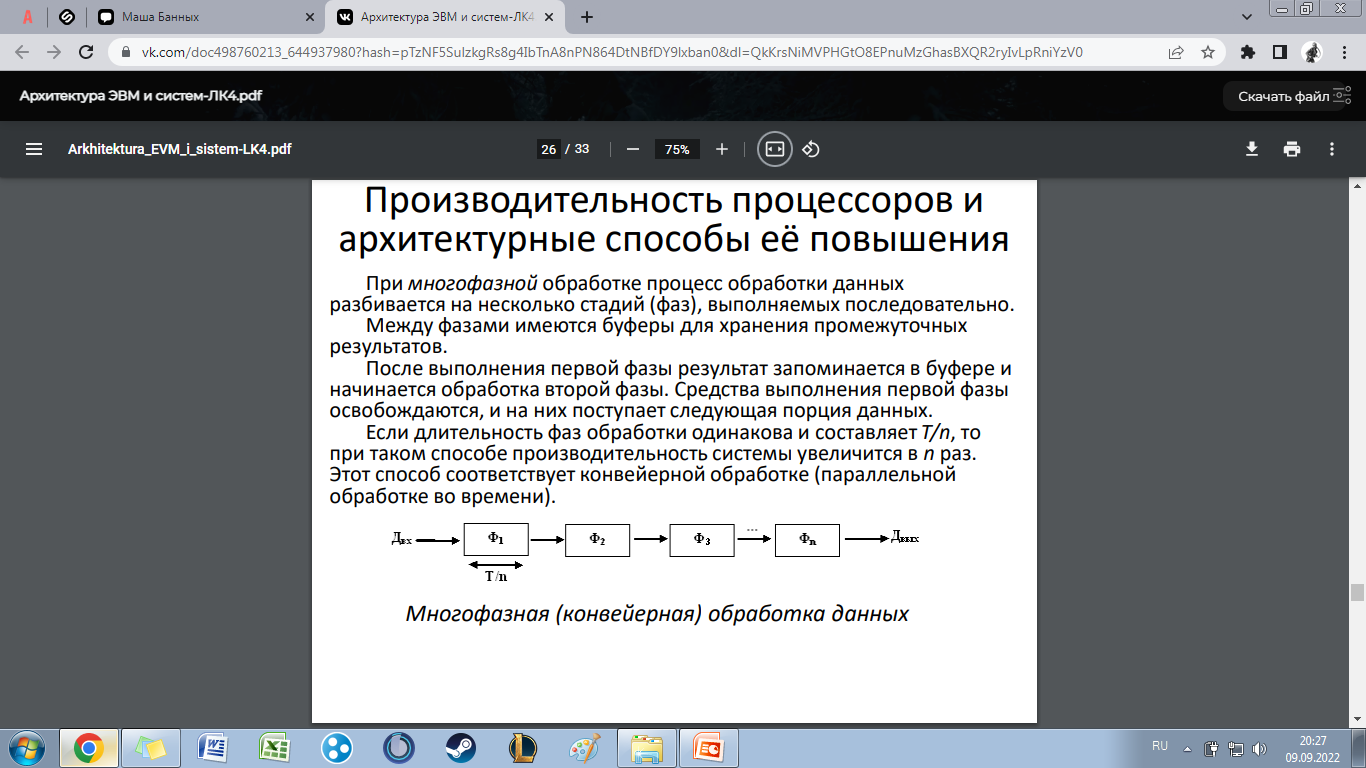 Маша Банных
Архитектура ЭВМ и систем-ЛК4
vk.com/doc498760213_644937980?hash=pTzNF5SulzkgRs8g4IbTnA8nPN864DtNBfDY9lxban0&dl=QkKrsNiMVPHGtO8EPnuMzGhasBXQR2ryIvLpRniYzV0
Архитектура ЭВМ и систем-ЛК4.pdf
Скачать файл
Arkhitektura_EVM_i_sistem-LK4.pdf
26 / 33
75%
Производительность процессоров и
архитектурные способы её повышения
При многофазной обработке процесс обработки данных
разбивается на несколько стадий (фаз), выполняемых последовательно.
Между фазами имеются буферы для хранения промежуточных
результатов.
После выполнения первой фазы результат запоминается в буфере и
начинается обработка второй фазы. Средства выполнения первой фазы
освобождаются, и на них поступает следующая порция данных.
Если длительность фаз обработки одинакова и составляет T/n, то
при таком способе производительность системы увеличится в n раз.
Этот способ соответствует конвейерной обработке (параллельной
обработке во времени).
Двх Ф1 Ф2 Ф3 ... Фn Двых
T/n
Многофазная (конвейерная) обработка данных
RU
20:27
09.09.2022